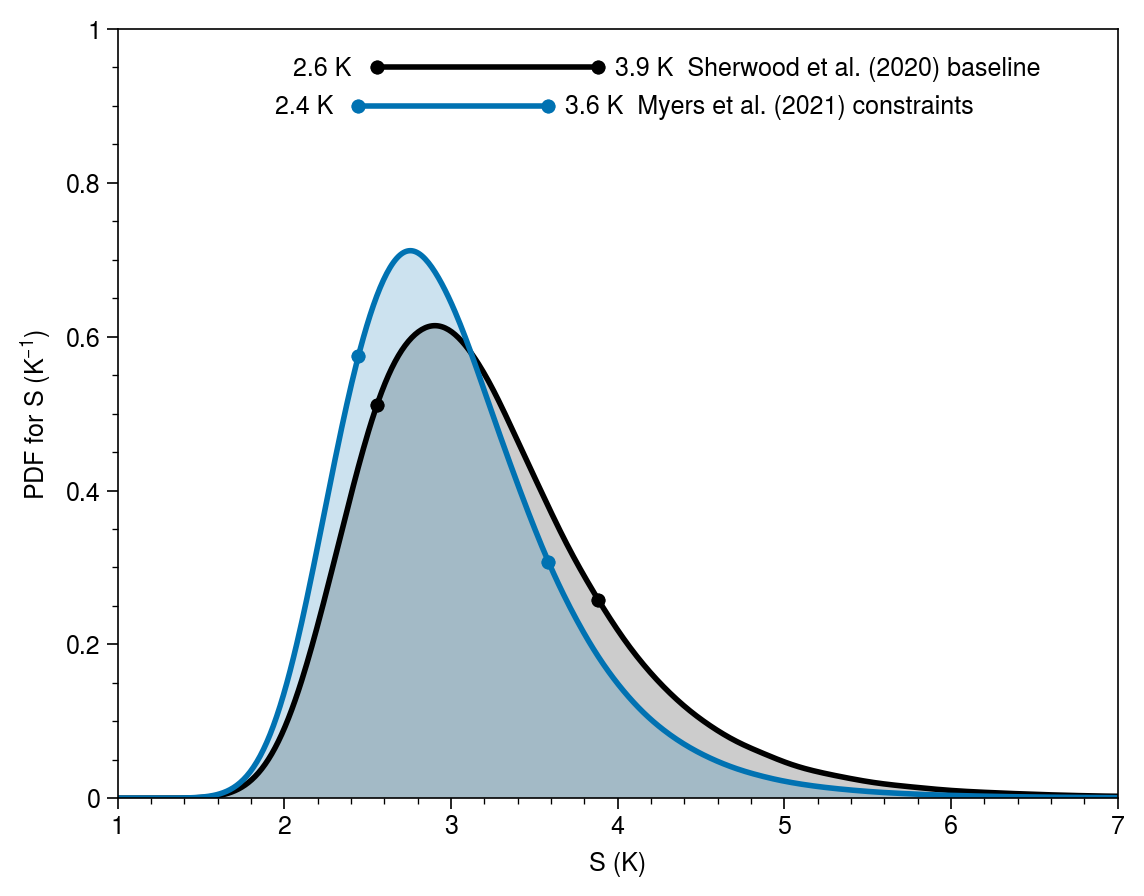 2.6 K 3.9 K Sherwood et al. (2020) baseline
2.4 K 3.6 K Myers et al. (2021) constraints
PDF for S (K⁻¹)
1
0.8
0.6
0.4
0.2
0
1 2 3 4 5 6 7
S (K)